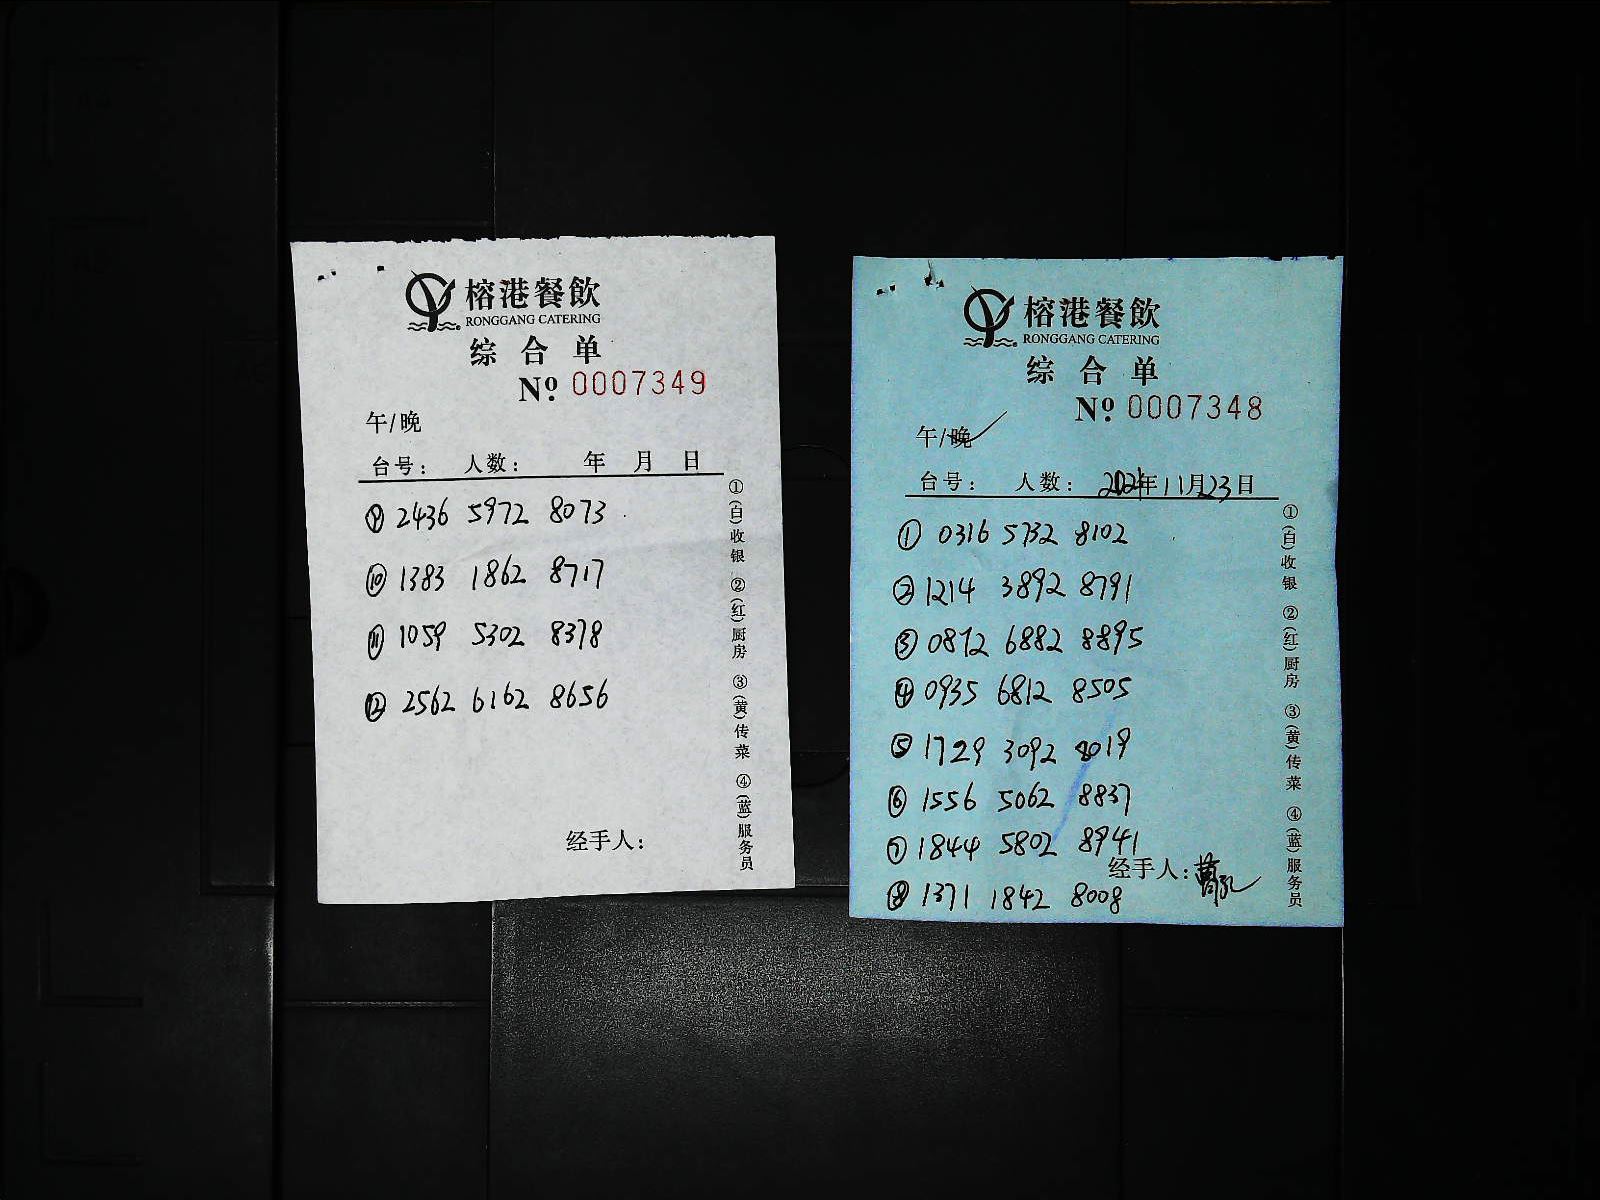 榕港餐飲
RONGGANG CATERING
综合单
№ 0007349
午/晚
台号： 人数： 年 月 日
⑨ 2436 5972 8073
⑩ 1383 1862 8717
⑪ 1059 5302 8378
⑫ 2562 6162 8656
经手人：
①(白)收银 ②(红)厨房 ③(黄)传菜 ④(蓝)服务员
榕港餐飲
RONGGANG CATERING
综合单
№ 0007348
午/晚
台号： 人数： 2024年11月23日
① 0316 5732 8102
② 1214 3892 8791
③ 0872 6882 8895
④ 0935 6812 8505
⑤ 1729 3092 8019
⑥ 1556 5062 8837
⑦ 1844 5802 8941
经手人：
⑧ 1371 1842 8008
①(白)收银 ②(红)厨房 ③(黄)传菜 ④(蓝)服务员